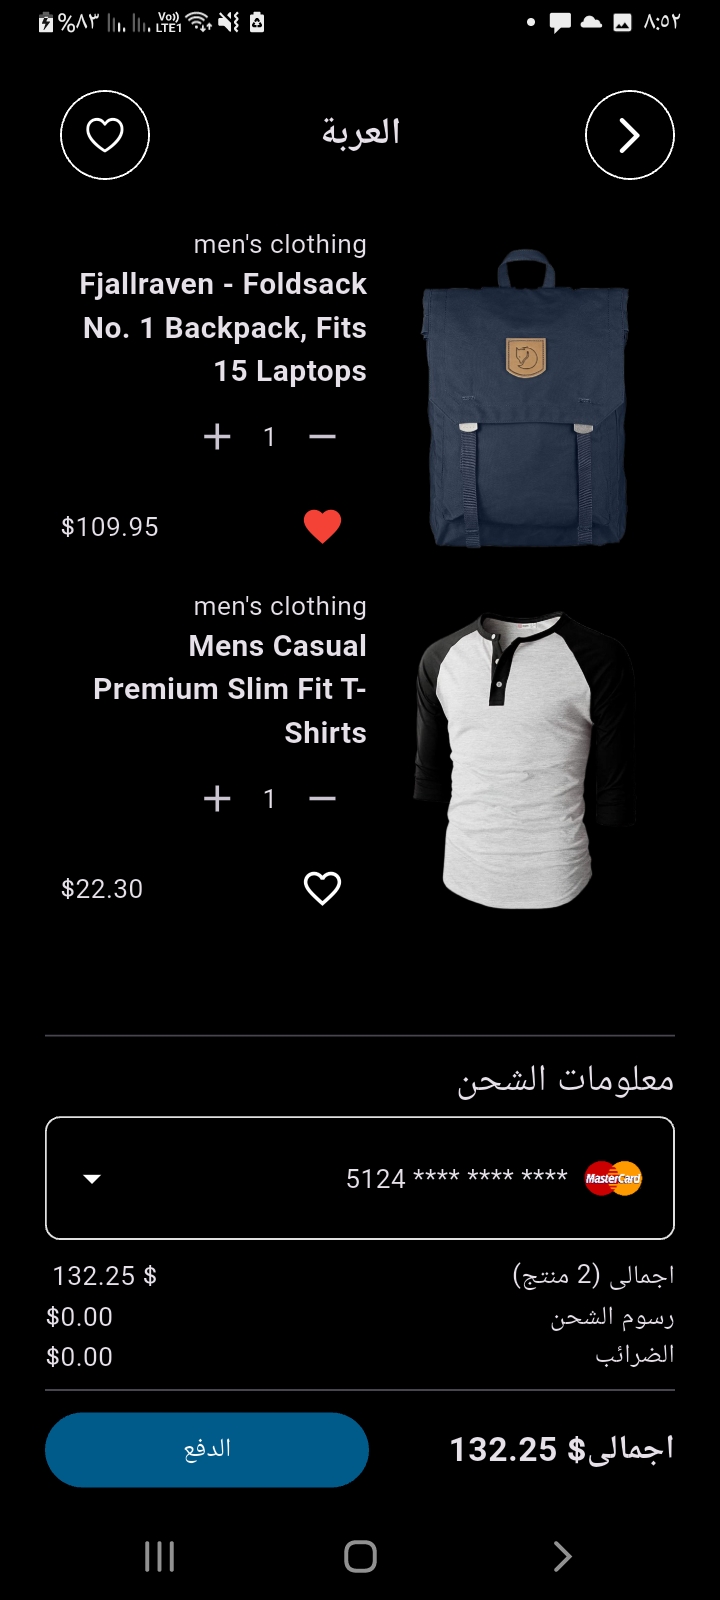 ٨:٥٢
%٨٣
Vo) LTE1
العربة
men's clothing
Fjallraven - Foldsack
No. 1 Backpack, Fits
15 Laptops
1
$109.95
men's clothing
Mens Casual
Premium Slim Fit T-
Shirts
1
$22.30
معلومات الشحن
MasterCard
5124 **** **** ****
اجمالى (2 منتج)
132.25 $
رسوم الشحن
$0.00
الضرائب
$0.00
اجمالى$ 132.25
الدفع